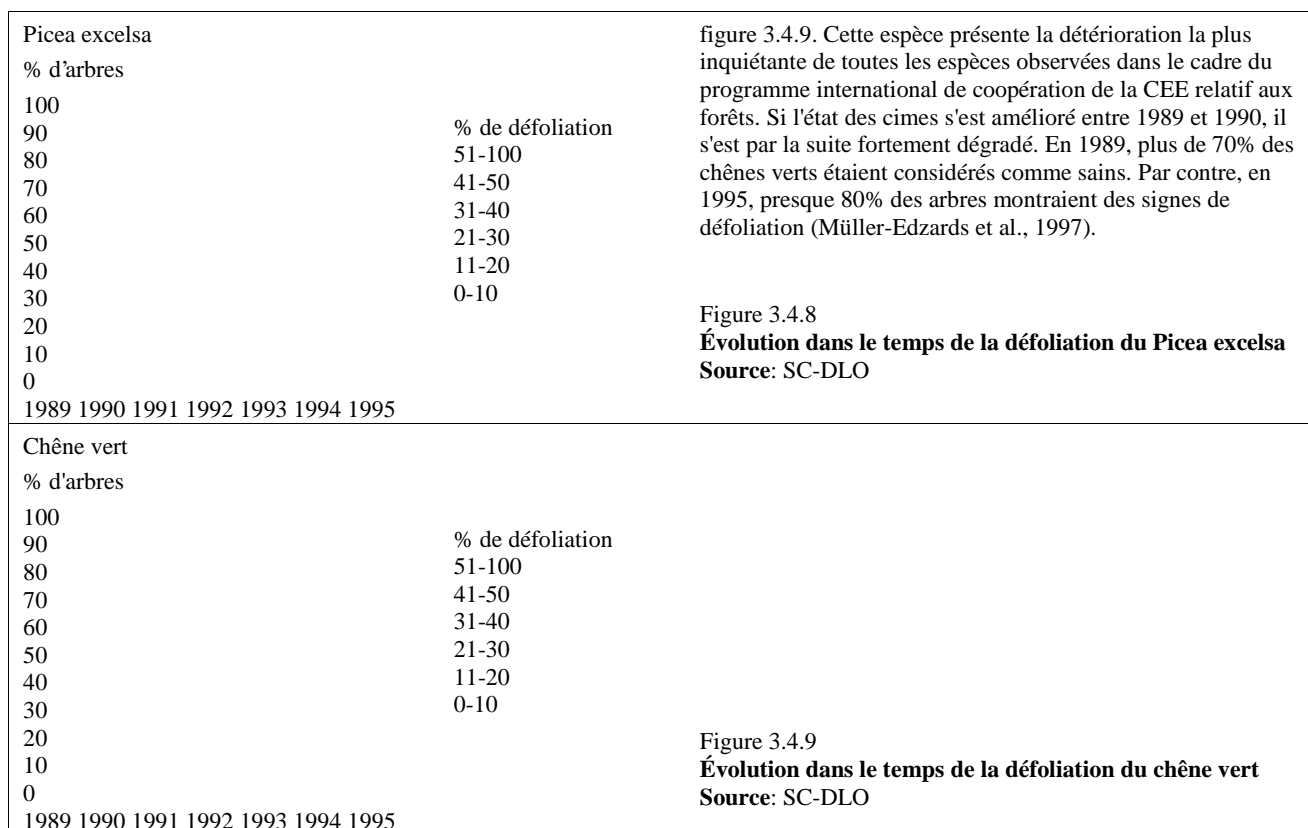 Picea excelsa
% d'arbres
100
90
80
70
60
50
40
30
20
10
0
1989 1990 1991 1992 1993 1994 1995
% de défoliation
51-100
41-50
31-40
21-30
11-20
0-10
figure 3.4.9. Cette espèce présente la détérioration la plus
inquiétante de toutes les espèces observées dans le cadre du
programme international de coopération de la CEE relatif aux
forêts. Si l'état des cimes s'est amélioré entre 1989 et 1990, il
s'est par la suite fortement dégradé. En 1989, plus de 70% des
chênes verts étaient considérés comme sains. Par contre, en
1995, presque 80% des arbres montraient des signes de
défoliation (Müller-Edzards et al., 1997).
Figure 3.4.8
Évolution dans le temps de la défoliation du Picea excelsa
Source: SC-DLO
Chêne vert
% d'arbres
100
90
80
70
60
50
40
30
20
10
0
1989 1990 1991 1992 1993 1994 1995
% de défoliation
51-100
41-50
31-40
21-30
11-20
0-10
Figure 3.4.9
Évolution dans le temps de la défoliation du chêne vert
Source: SC-DLO